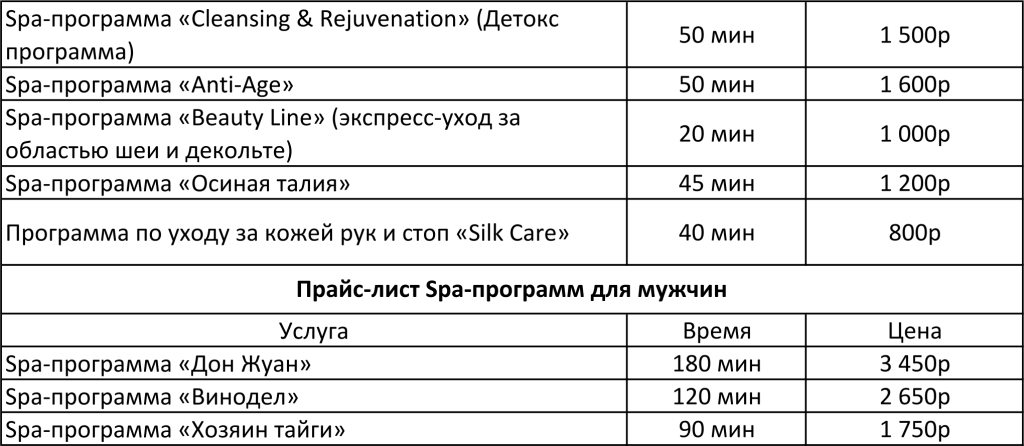 Spa-программа «Cleansing & Rejuvenation» (Детокс
программа) 50 мин 1 500р
Spa-программа «Anti-Age» 50 мин 1 600р
Spa-программа «Beauty Line» (экспресс-уход за
областью шеи и декольте) 20 мин 1 000р
Spa-программа «Осиная талия» 45 мин 1 200р
Программа по уходу за кожей рук и стоп «Silk Care» 40 мин 800р
Прайс-лист Spa-программ для мужчин
Услуга Время Цена
Spa-программа «Дон Жуан» 180 мин 3 450р
Spa-программа «Винодел» 120 мин 2 650р
Spa-программа «Хозяин тайги» 90 мин 1 750р